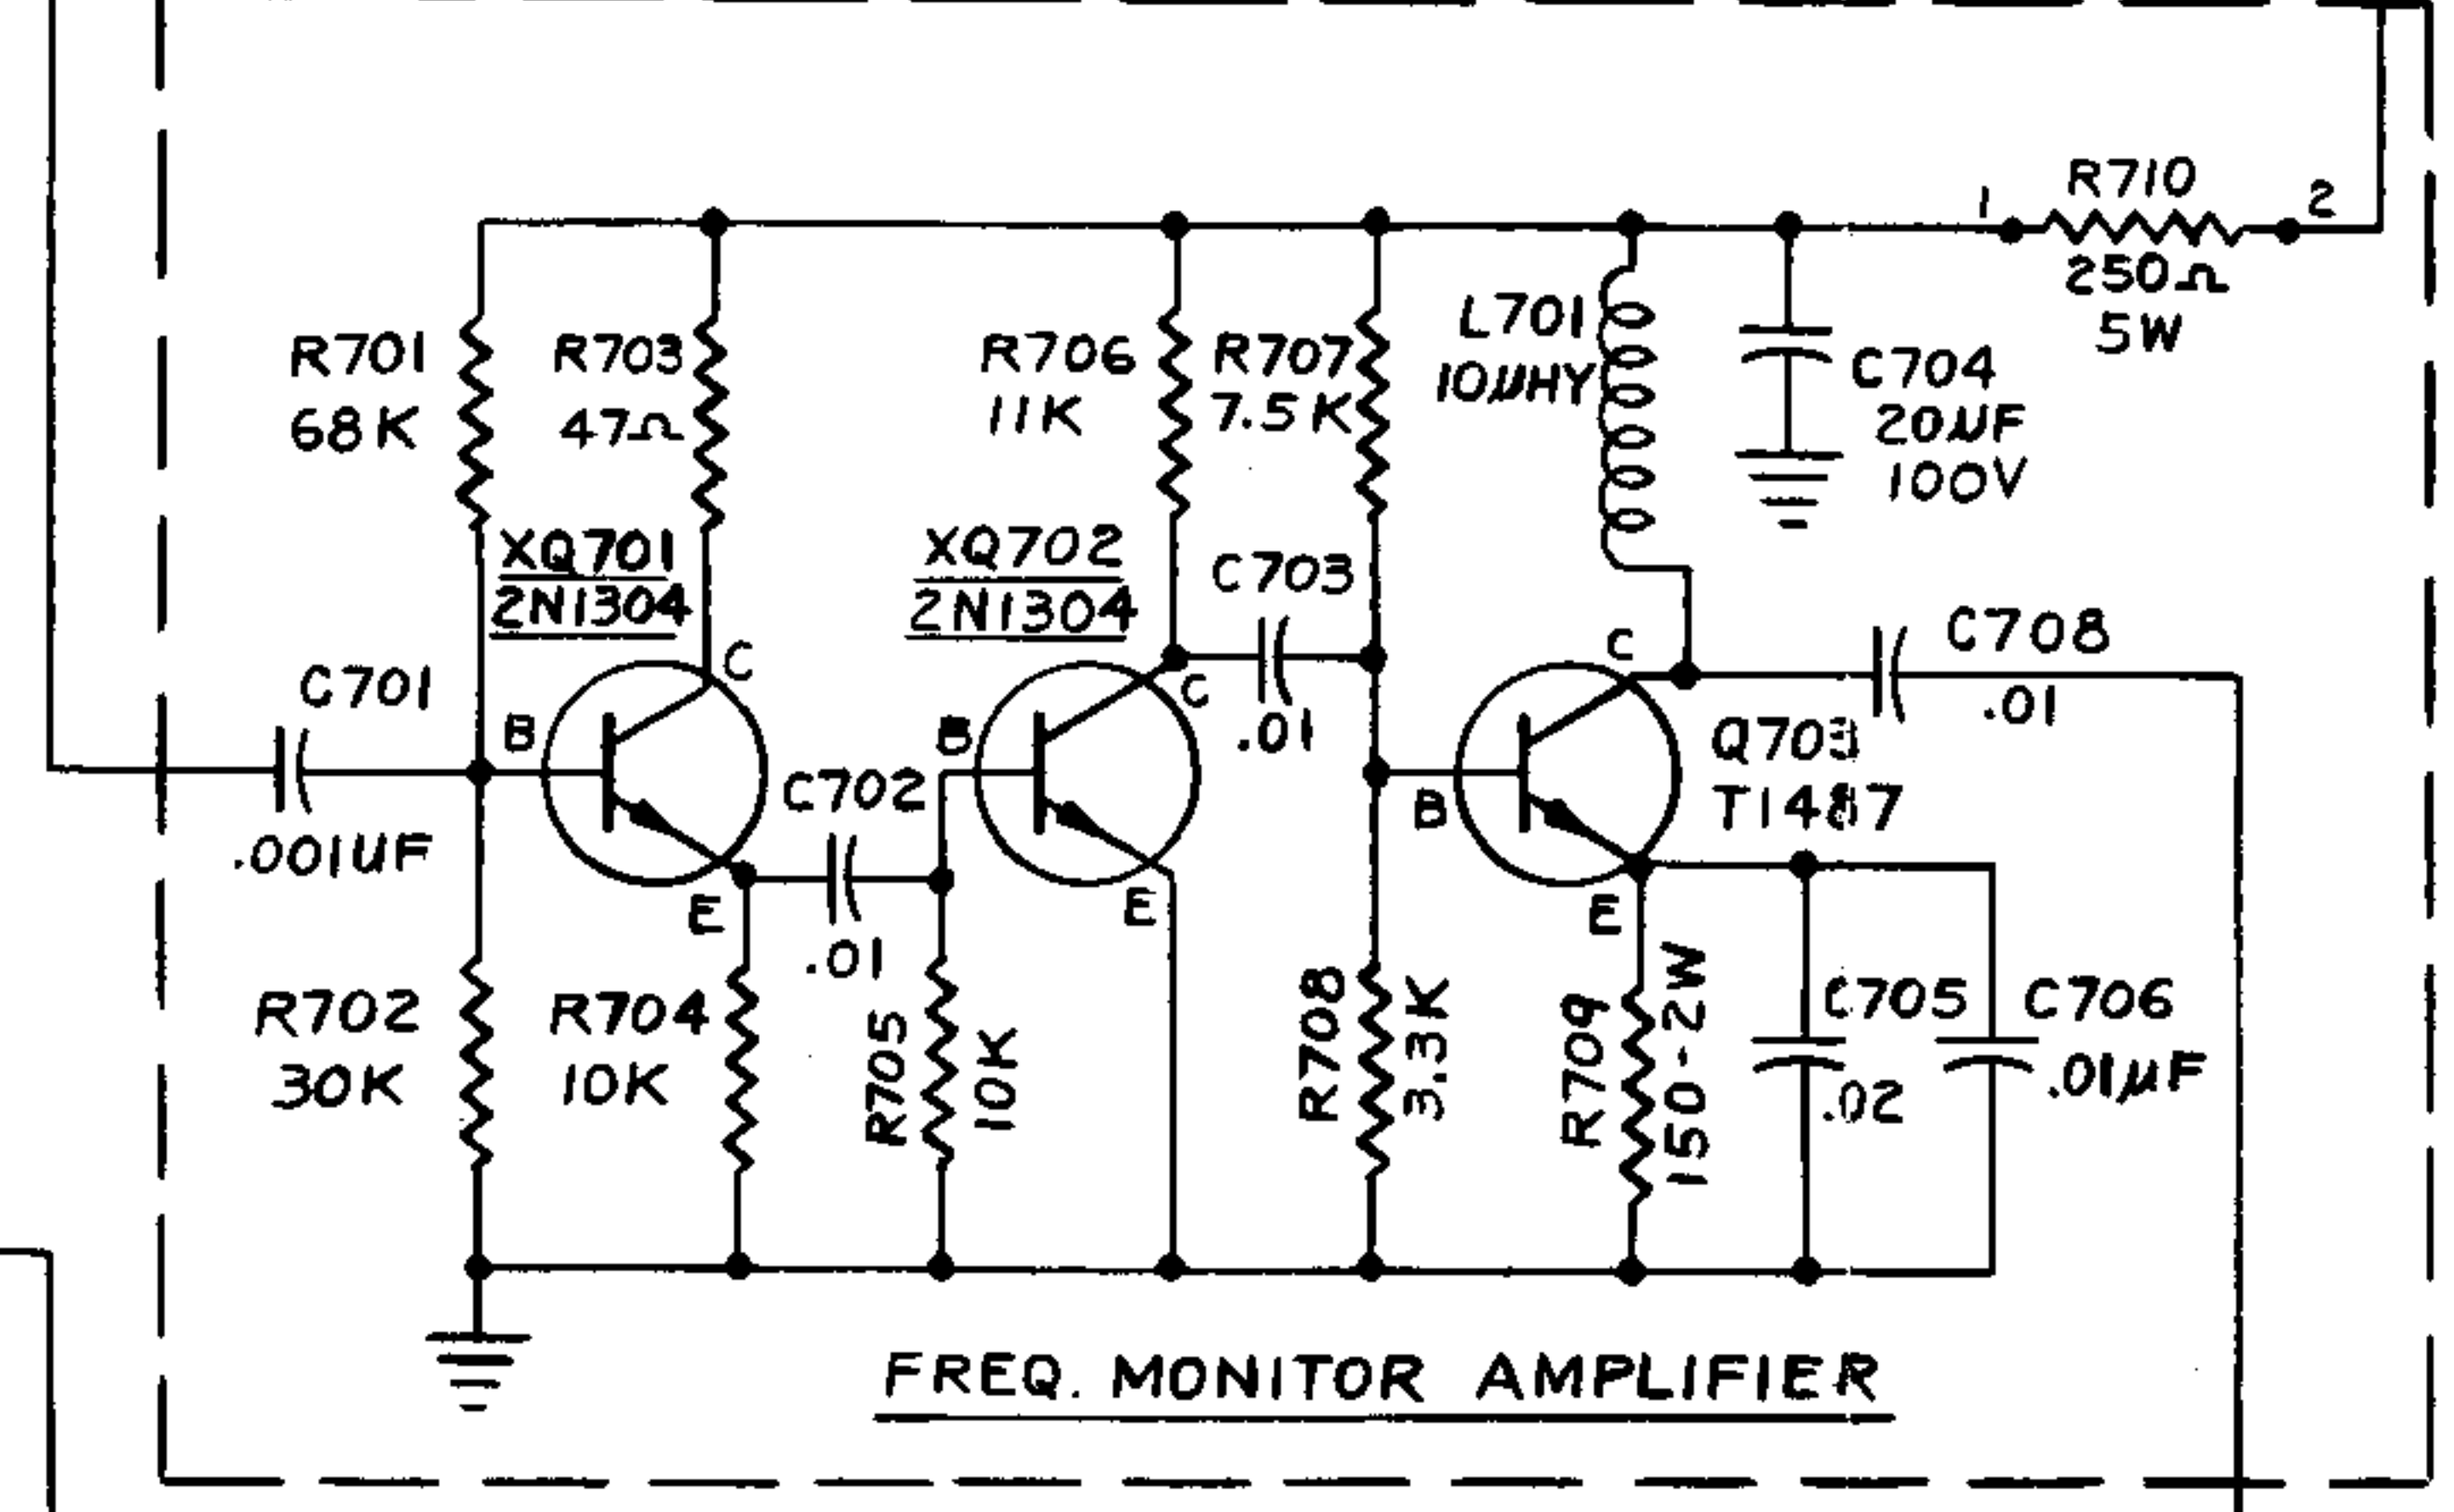 R710
1
2
250Ω
5W
R701
68K
R703
47Ω
R706
11K
R707
7.5K
L701
10µHY
C704
20µF
100V
XQ701
2N1304
XQ702
2N1304
C703
.01
C
C
C
C708
.01
C701
.001UF
B
B
B
C702
.01
Q703
TI487
E
E
E
R702
30K
R704
10K
R705
10K
R708
3.3K
R709
150-2W
C705
.02
C706
.01µF
FREQ. MONITOR AMPLIFIER